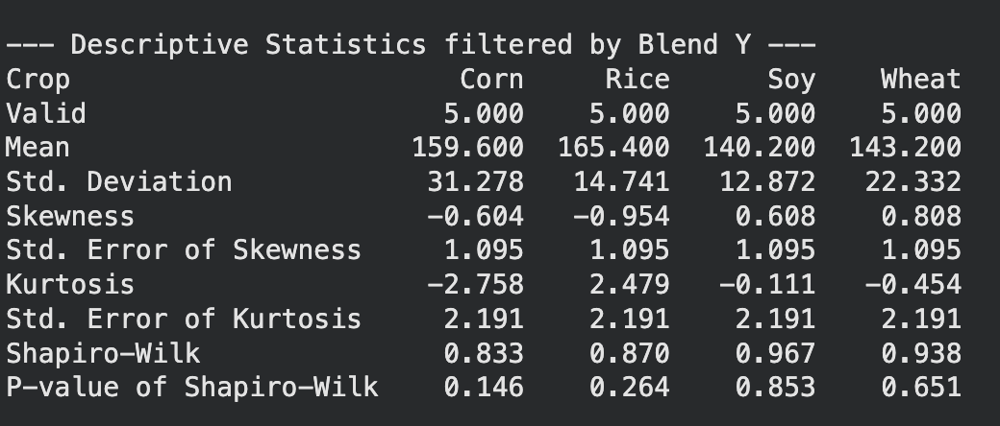 --- Descriptive Statistics filtered by Blend Y ---
Crop Corn Rice Soy Wheat
Valid 5.000 5.000 5.000 5.000
Mean 159.600 165.400 140.200 143.200
Std. Deviation 31.278 14.741 12.872 22.332
Skewness -0.604 -0.954 0.608 0.808
Std. Error of Skewness 1.095 1.095 1.095 1.095
Kurtosis -2.758 2.479 -0.111 -0.454
Std. Error of Kurtosis 2.191 2.191 2.191 2.191
Shapiro-Wilk 0.833 0.870 0.967 0.938
P-value of Shapiro-Wilk 0.146 0.264 0.853 0.651